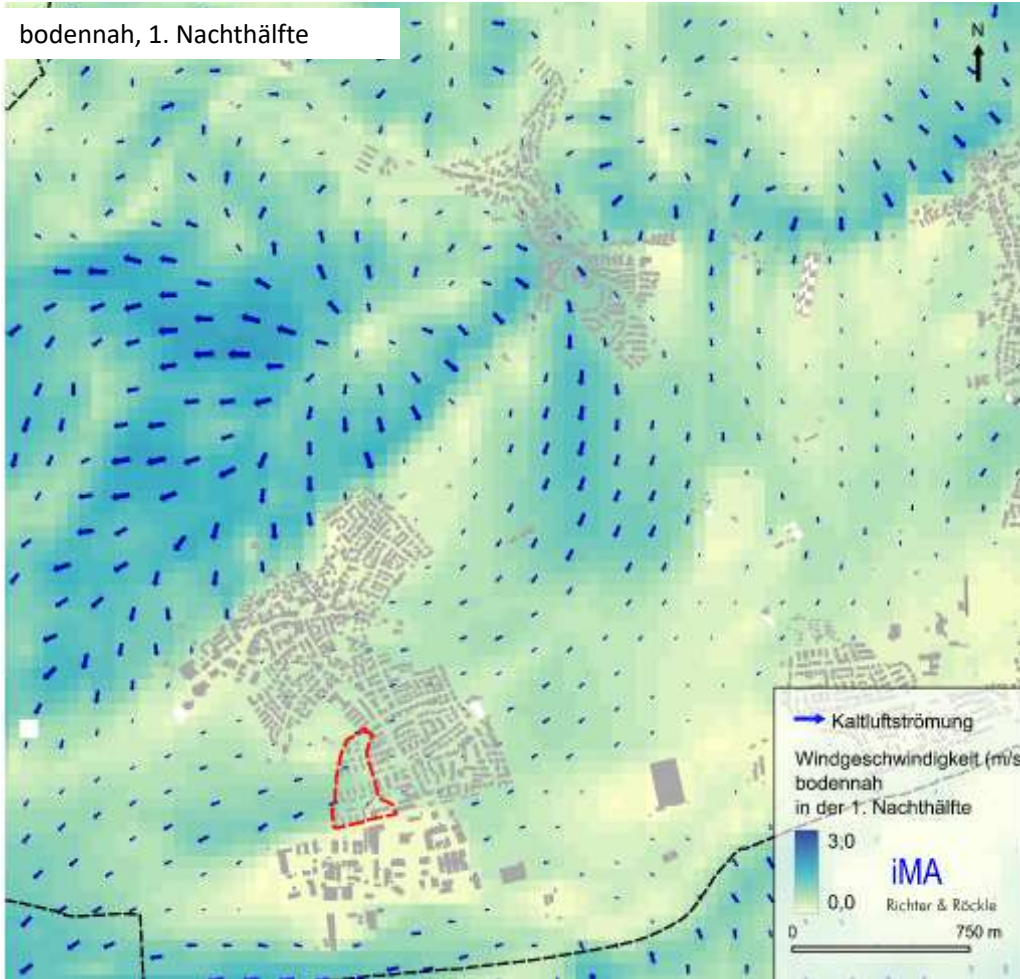 bodennah, 1. Nachthälfte
N
Kaltluftströmung
Windgeschwindigkeit (m/s
bodennah
in der 1. Nachthälfte
3,0
0,0
iMA
Richter & Röckle
0 750 m